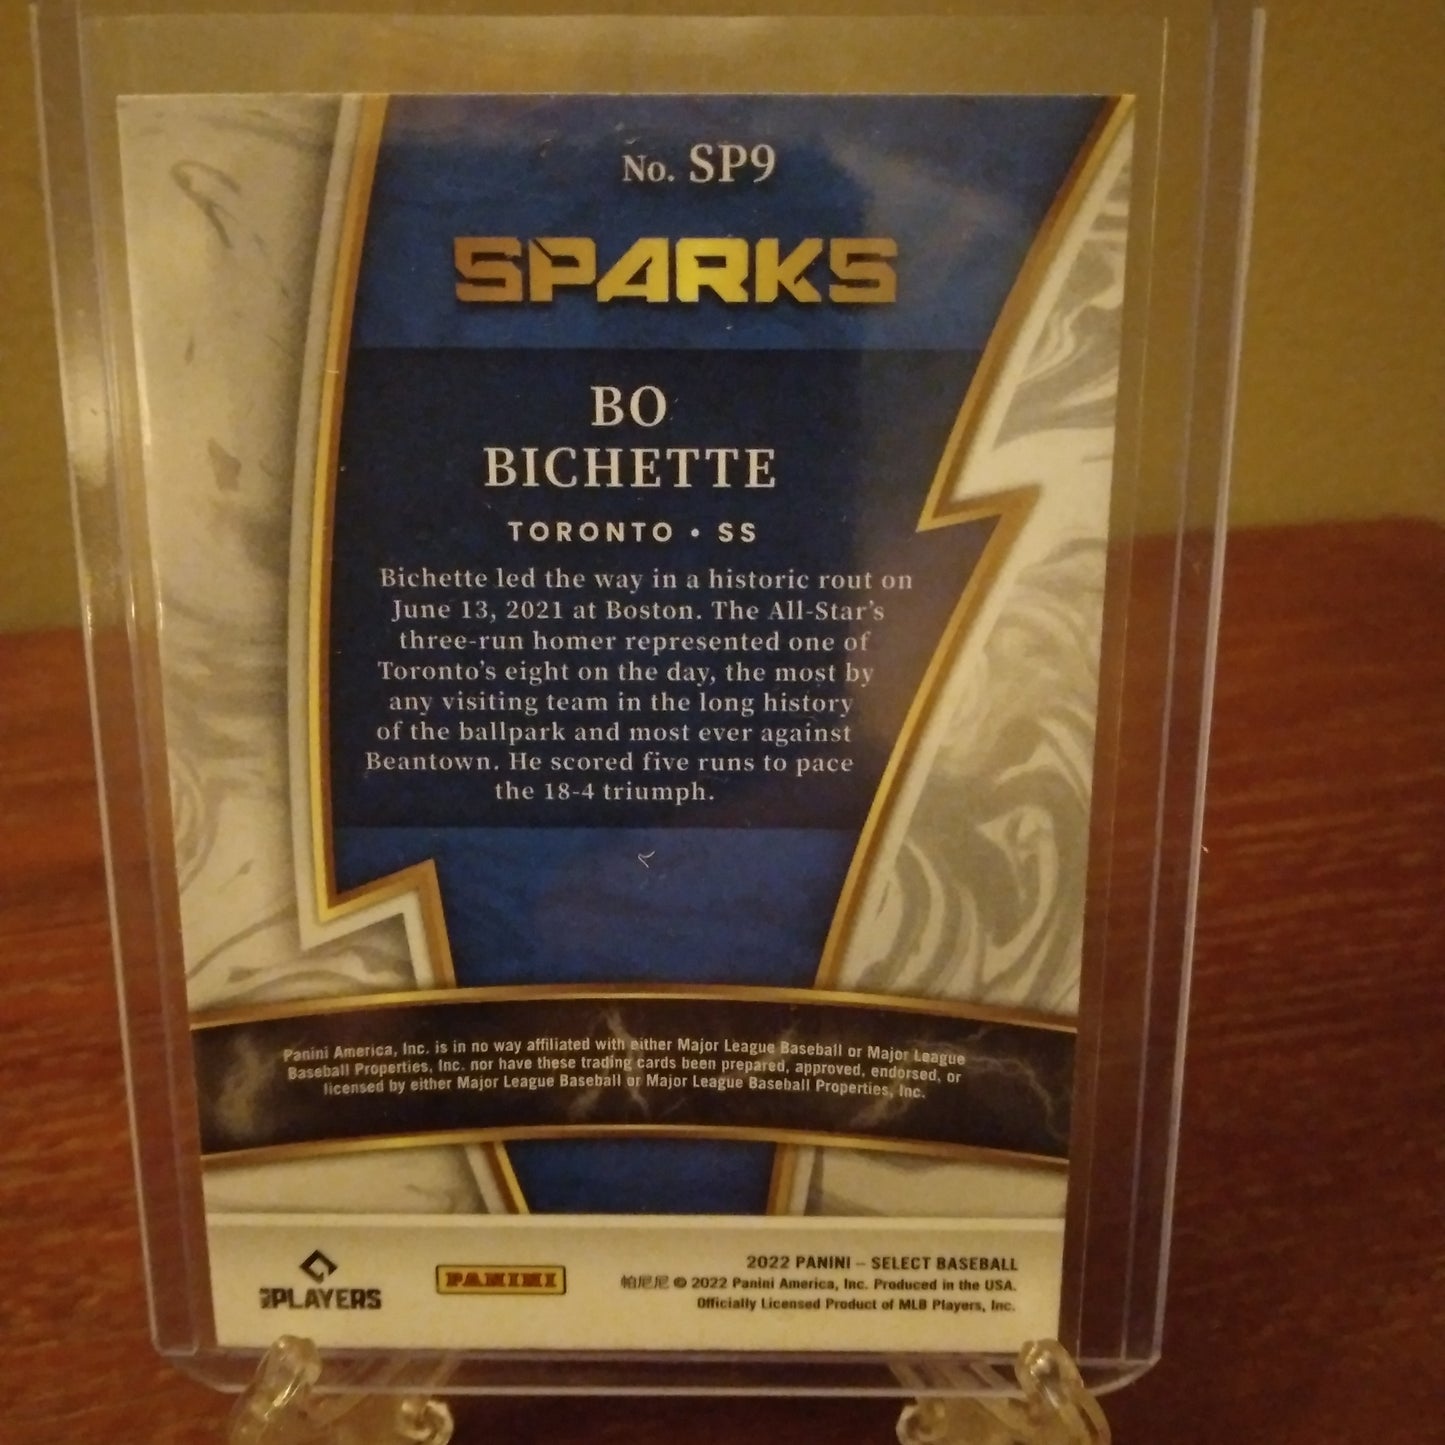 No. SP9
SPARKS
BO
BICHETTE
TORONTO • SS
Bichette led the way in a historic rout on
June 13, 2021 at Boston. The All-Star’s
three-run homer represented one of
Toronto’s eight on the day, the most by
any visiting team in the long history
of the ballpark and most ever against
Beantown. He scored five runs to pace
the 18-4 triumph.
Panini America, Inc. is in no way affiliated with either Major League Baseball or Major League
Baseball Properties, Inc. nor have these trading cards been prepared, approved, endorsed, or
licensed by either Major League Baseball or Major League Baseball Properties, Inc.
PLAYERS
PANINI
2022 PANINI – SELECT BASEBALL
帕尼尼 © 2022 Panini America, Inc. Produced in the USA.
Officially Licensed Product of MLB Players, Inc.